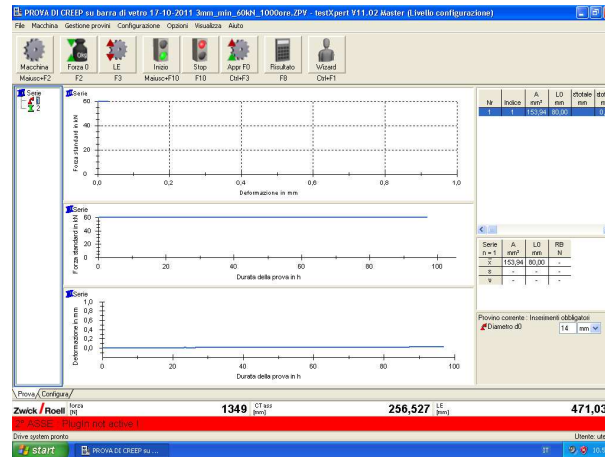 PROVA DI CREEP su barra di vetro 17-10-2011 3mm_min_60kN_1000ore.ZPV - testXpert V11.02 Master (Livello configurazione)
File Macchina Gestione provini Configurazione Opzioni Visualizza Aiuto
Macchina Forza 0 LE Inizio Stop Appr F0 Risultato Wizard
Maiusc+F2 F2 F3 Maiusc+F10 F10 Ctrl+F3 F8 Ctrl+F1
Serie
1
2
Serie
Forza standard in kN
60
40
20
0
0,0 0,2 0,4 0,6 0,8 1,0
Deformazione in mm
Serie
Forza standard in kN
60
40
20
0
0 20 40 60 80 100
Durata della prova in h
Serie
Deformazione in mm
1,0
0,8
0,6
0,4
0,2
0,0
0 20 40 60 80 100
Durata della prova in h
A L0
Nr Indice mm² mm mm
1 1 153,94 80,00
Serie A L0 RB
n = 1 mm² mm N
x 153,94 80,00 -
s - - -
ν - - -
Provino corrente : Inserimenti obbligatori
Diametro d0 14 mm
Prova Configura
Zwick / Roell forza [N] 1349 CT ass [mm] 256,527 LE [mm] 471,03
2° ASSE Plugin not active !
Drive system pronto Utente: ute
start PROVA DI CREEP su ... IT